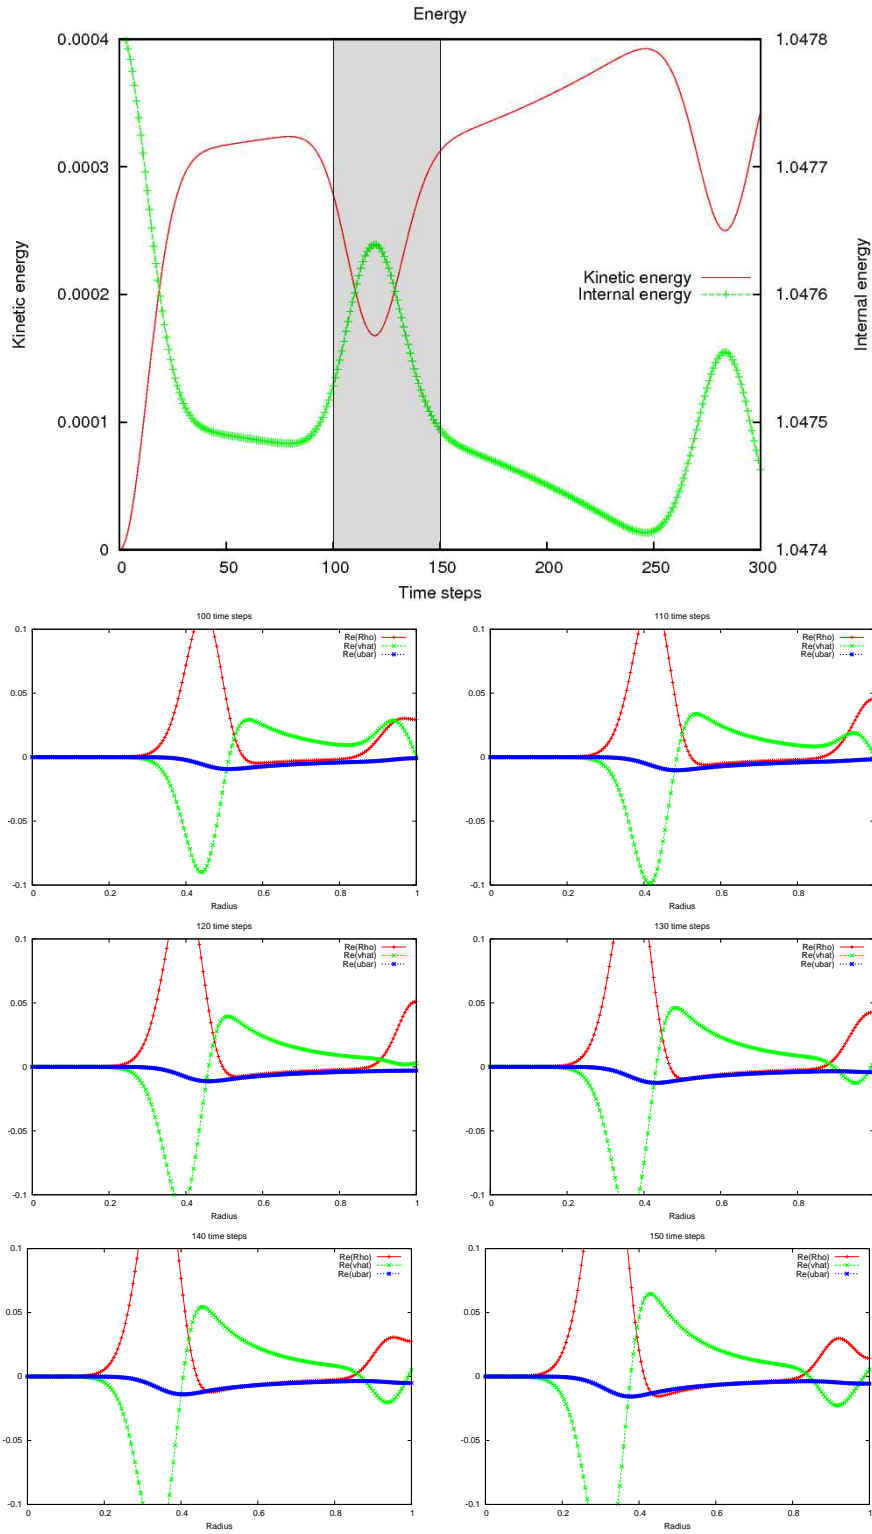 Energy
0.0004
0.0003
0.0002
0.0001
0
Kinetic energy
1.0478
1.0477
1.0476
1.0475
1.0474
Internal energy
Kinetic energy
Internal energy
0 50 100 150 200 250 300
Time steps
100 time steps
Re(Rho)
Re(vhat)
Re(ubar)
0.1
0.05
0
-0.05
-0.1
0 0.2 0.4 0.6 0.8 1
Radius
110 time steps
Re(Rho)
Re(vhat)
Re(ubar)
0.1
0.05
0
-0.05
-0.1
0 0.2 0.4 0.6 0.8
Radius
120 time steps
Re(Rho)
Re(vhat)
Re(ubar)
0.1
0.05
0
-0.05
-0.1
0 0.2 0.4 0.6 0.8 1
Radius
130 time steps
Re(Rho)
Re(vhat)
Re(ubar)
0.1
0.05
0
-0.05
-0.1
0 0.2 0.4 0.6 0.8
Radius
140 time steps
Re(Rho)
Re(vhat)
Re(ubar)
0.1
0.05
0
-0.05
-0.1
0 0.2 0.4 0.6 0.8 1
Radius
150 time steps
Re(Rho)
Re(vhat)
Re(ubar)
0.1
0.05
0
-0.05
-0.1
0 0.2 0.4 0.6 0.8 1
Radius